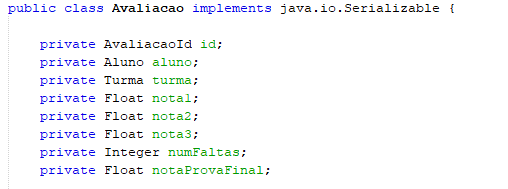 public class Avaliacao implements java.io.Serializable {
private AvaliacaoId id;
private Aluno aluno;
private Turma turma;
private Float nota1;
private Float nota2;
private Float nota3;
private Integer numFaltas;
private Float notaProvaFinal;